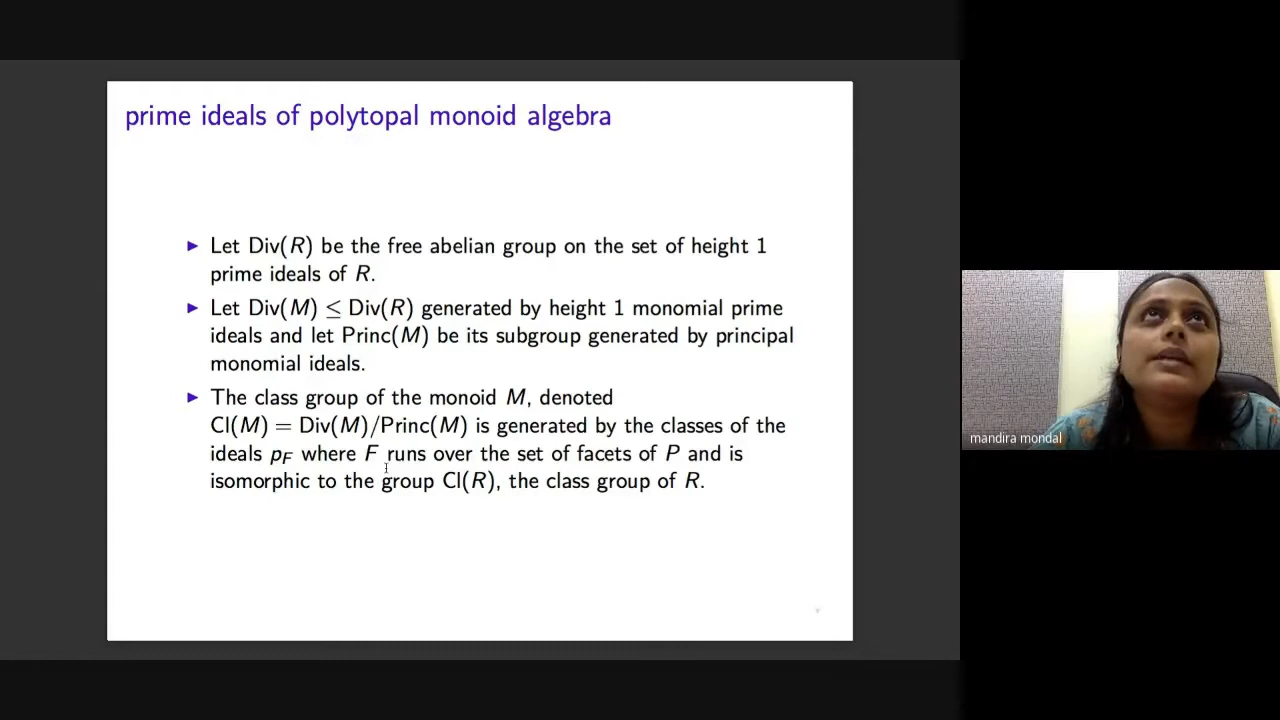 prime ideals of polytopal monoid algebra
▶ Let Div(R) be the free abelian group on the set of height 1
prime ideals of R.
▶ Let Div(M) ≤ Div(R) generated by height 1 monomial prime
ideals and let Princ(M) be its subgroup generated by principal
monomial ideals.
▶ The class group of the monoid M, denoted
Cl(M) = Div(M)/Princ(M) is generated by the classes of the
ideals p_F where F runs over the set of facets of P and is
isomorphic to the group Cl(R), the class group of R.
mandira mondal